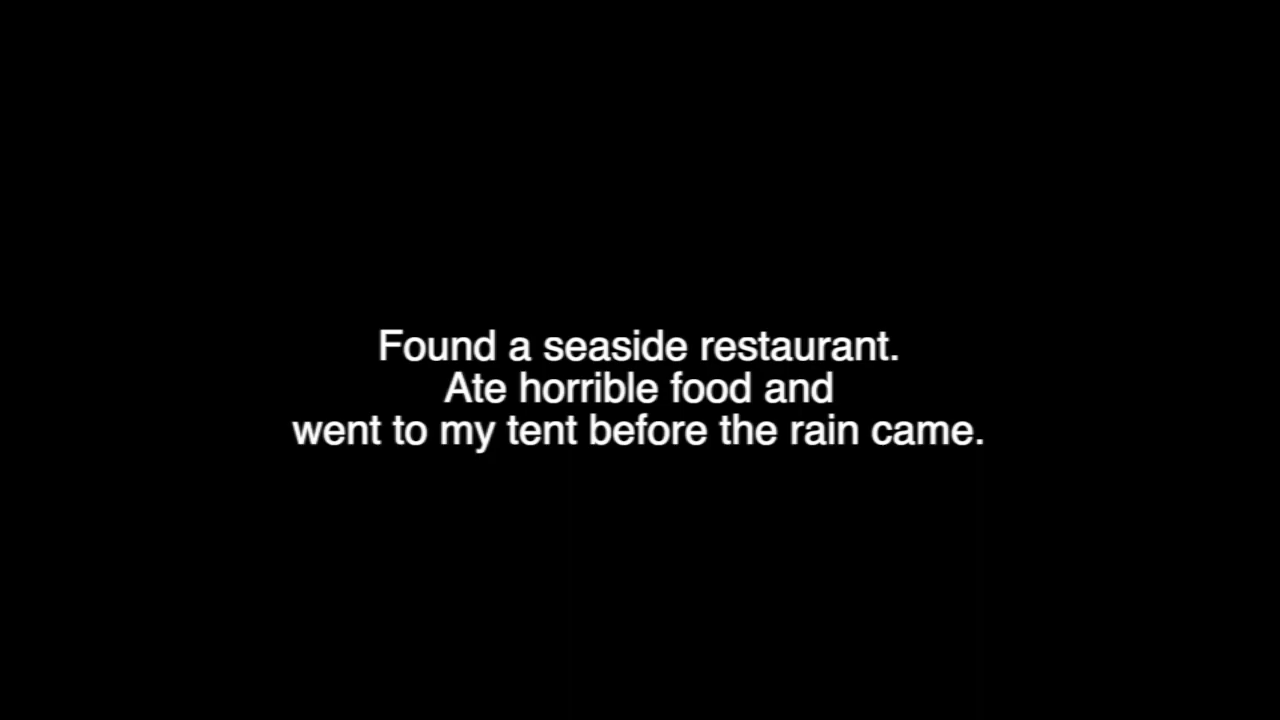 Found a seaside restaurant.
Ate horrible food and
went to my tent before the rain came.